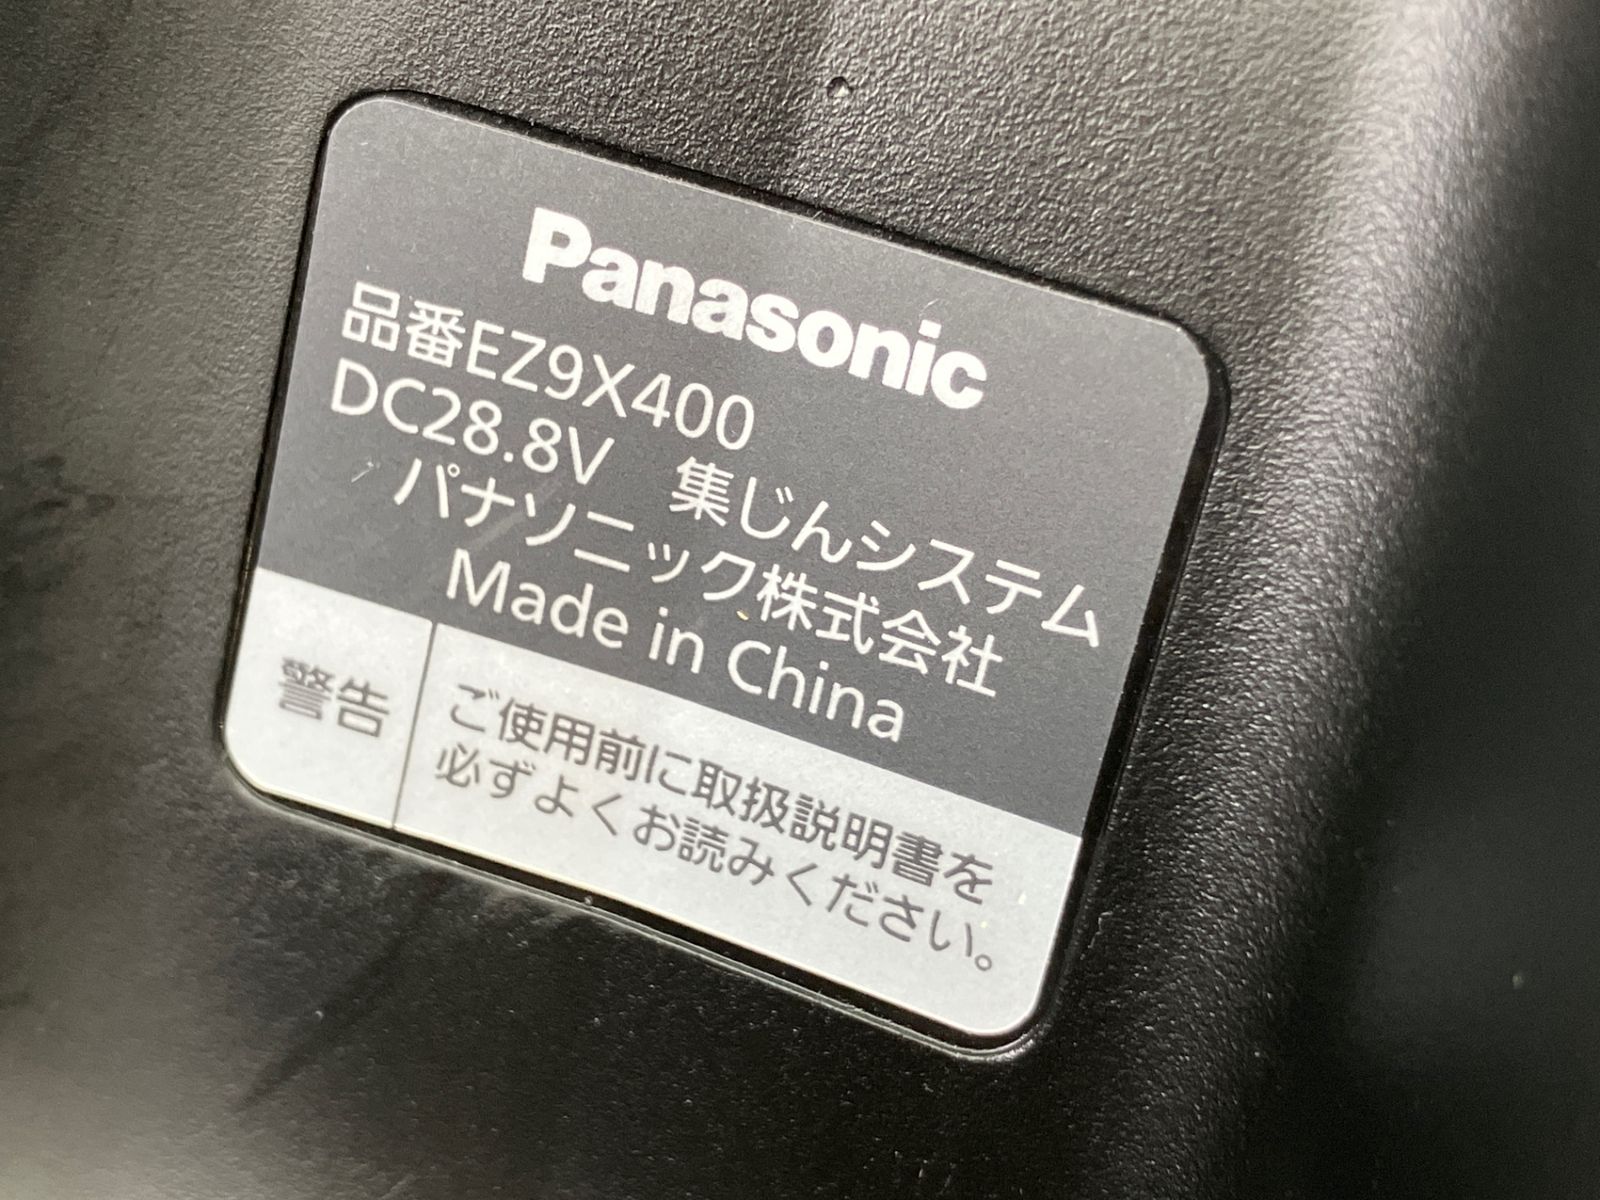 Panasonic
品番EZ9X400
DC28.8V 集じんシステム
パナソニック株式会社
Made in China
警告
ご使用前に取扱説明書を
必ずよくお読みください。